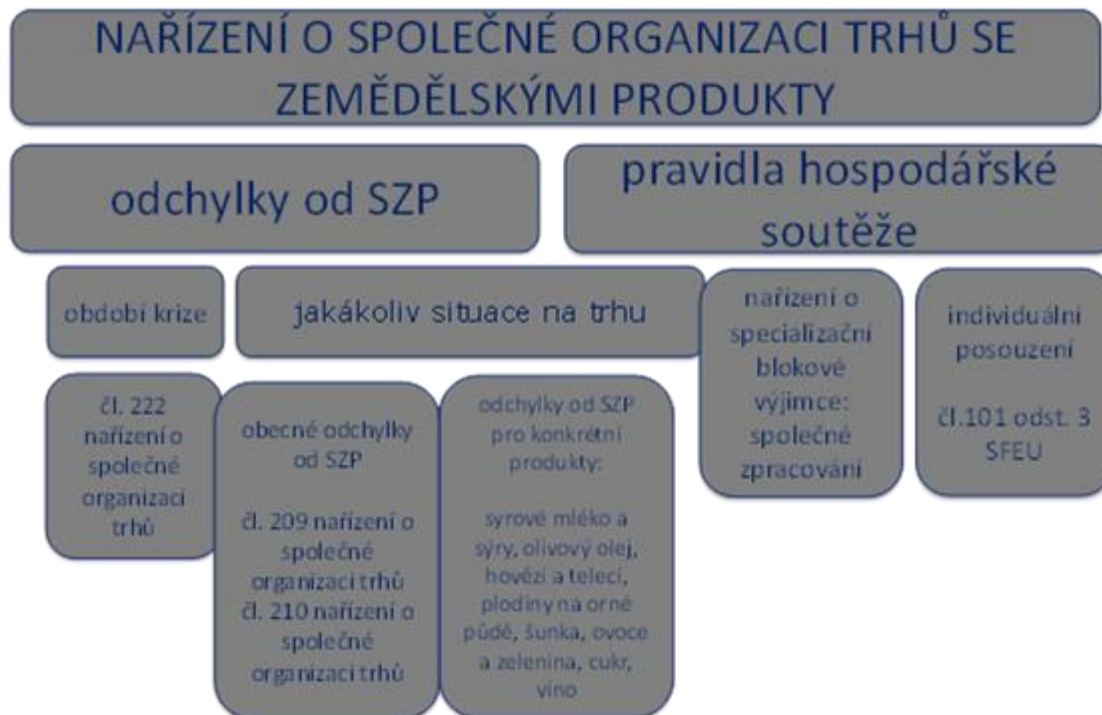 NAŘÍZENÍ O SPOLEČNÉ ORGANIZACI TRHŮ SE
ZEMĚDĚLSKÝMI PRODUKTY
odchylky od SZP
pravidla hospodářské
soutěže
období krize
jakákoliv situace na trhu
nařízení o
specializační
blokové
výjimce:
společné
zpracování
individuální
posouzení
čl.101 odst. 3
SFEU
čl. 222
nařízení o
společné
organizaci
trhů
obecné odchylky
od SZP
čl. 209 nařízení o
společné
organizaci trhů
čl. 210 nařízení o
společné
organizaci trhů
odchylky od SZP
pro konkrétní
produkty:
syrové mléko a
sýry, olivový olej,
hovězí a telecí,
plodiny na orné
půdě, šunka, ovoce
a zelenina, cukr,
víno